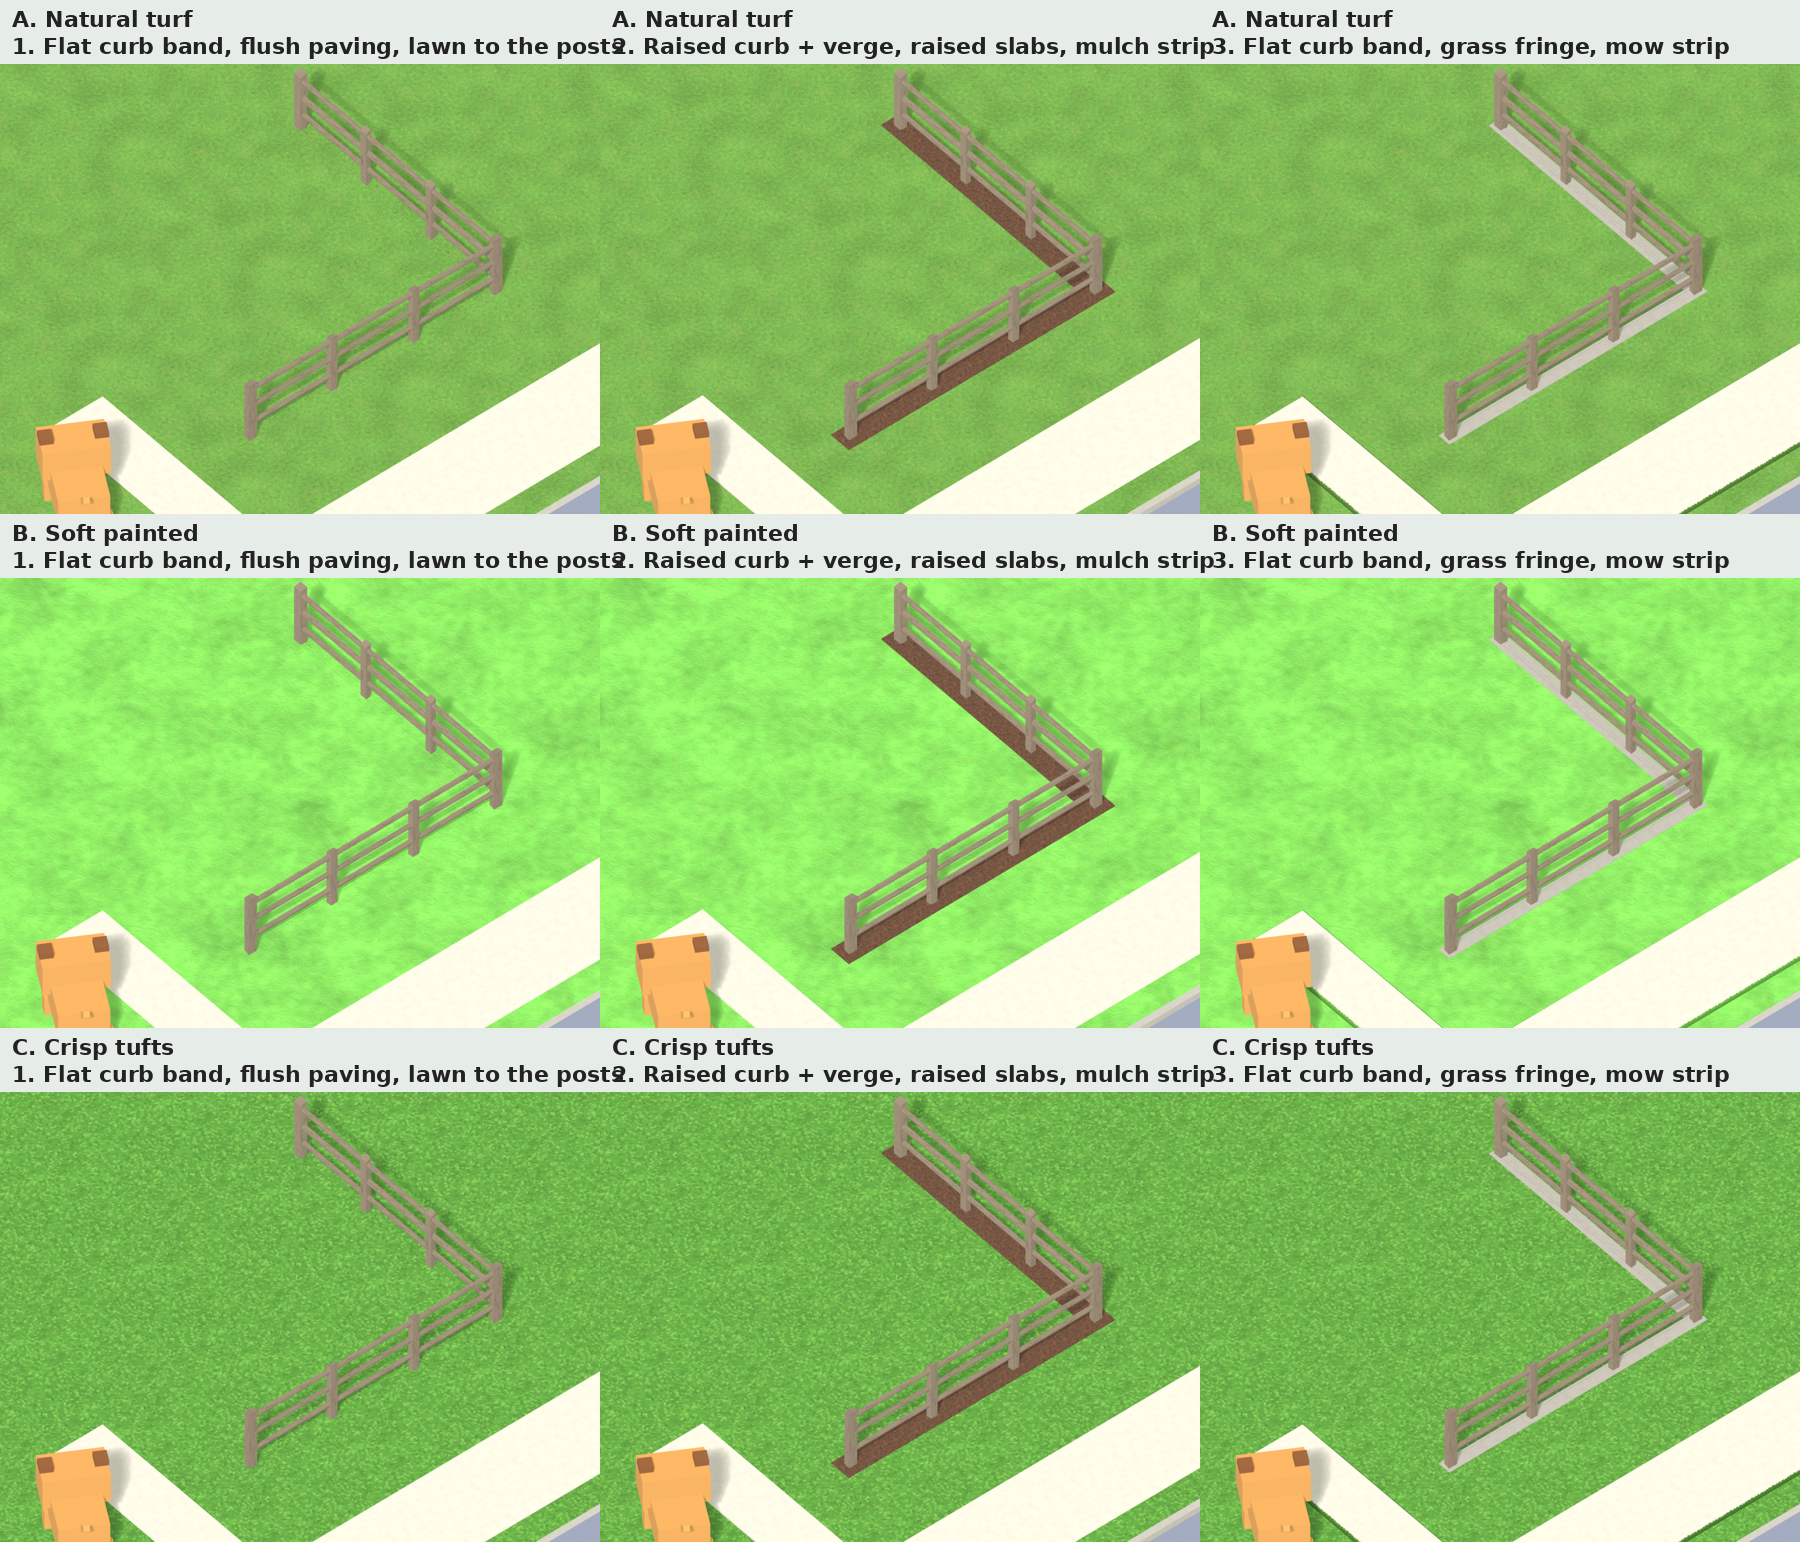 A. Natural turf
1. Flat curb band, flush paving, lawn to the posts
A. Natural turf
2. Raised curb + verge, raised slabs, mulch strip
A. Natural turf
3. Flat curb band, grass fringe, mow strip
B. Soft painted
1. Flat curb band, flush paving, lawn to the posts
B. Soft painted
2. Raised curb + verge, raised slabs, mulch strip
B. Soft painted
3. Flat curb band, grass fringe, mow strip
C. Crisp tufts
1. Flat curb band, flush paving, lawn to the posts
C. Crisp tufts
2. Raised curb + verge, raised slabs, mulch strip
C. Crisp tufts
3. Flat curb band, grass fringe, mow strip